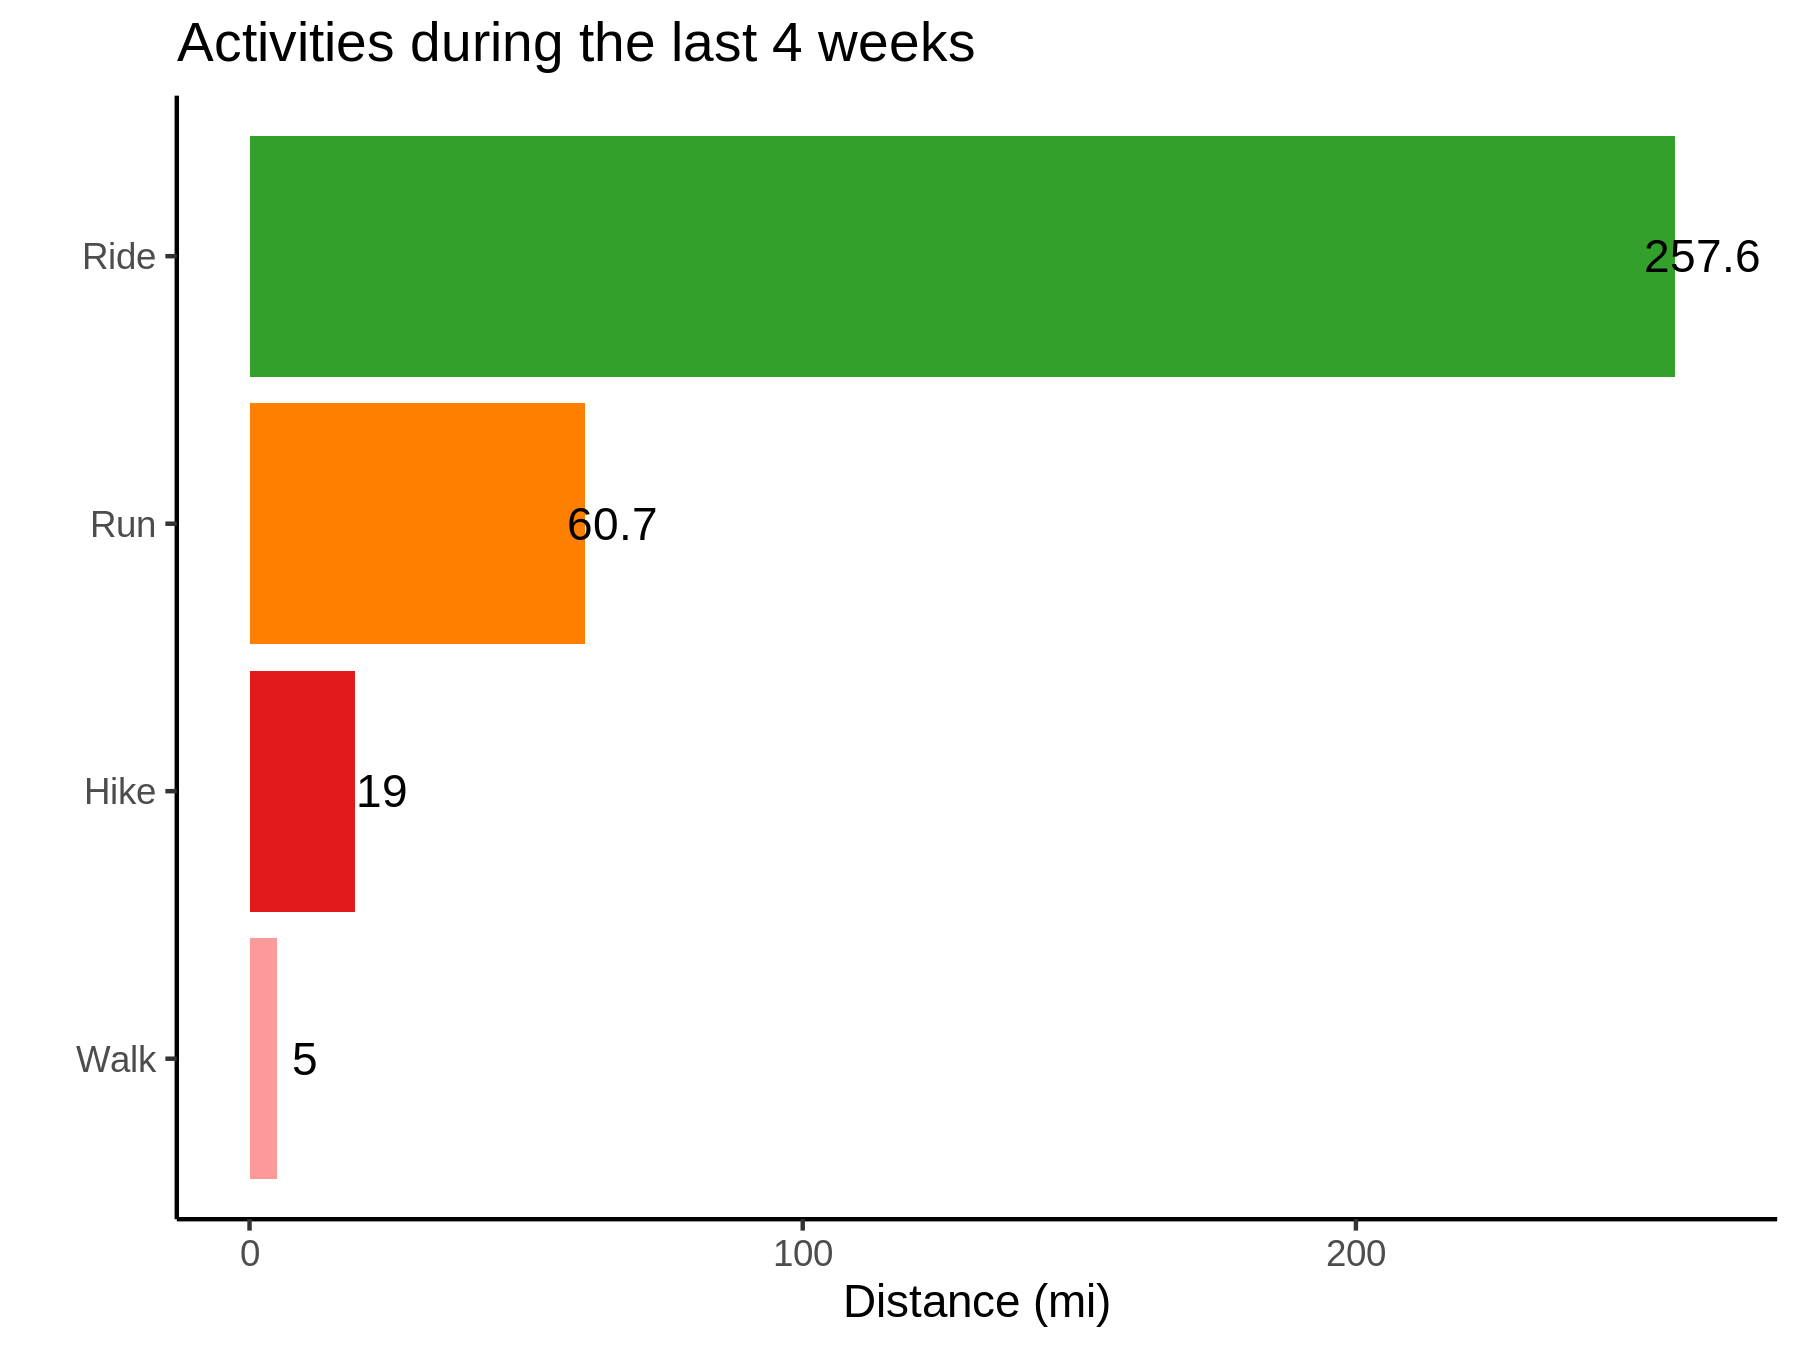 Activities during the last 4 weeks
Ride
257.6
Run
60.7
Hike
19
Walk
5
0 100 200
Distance (mi)